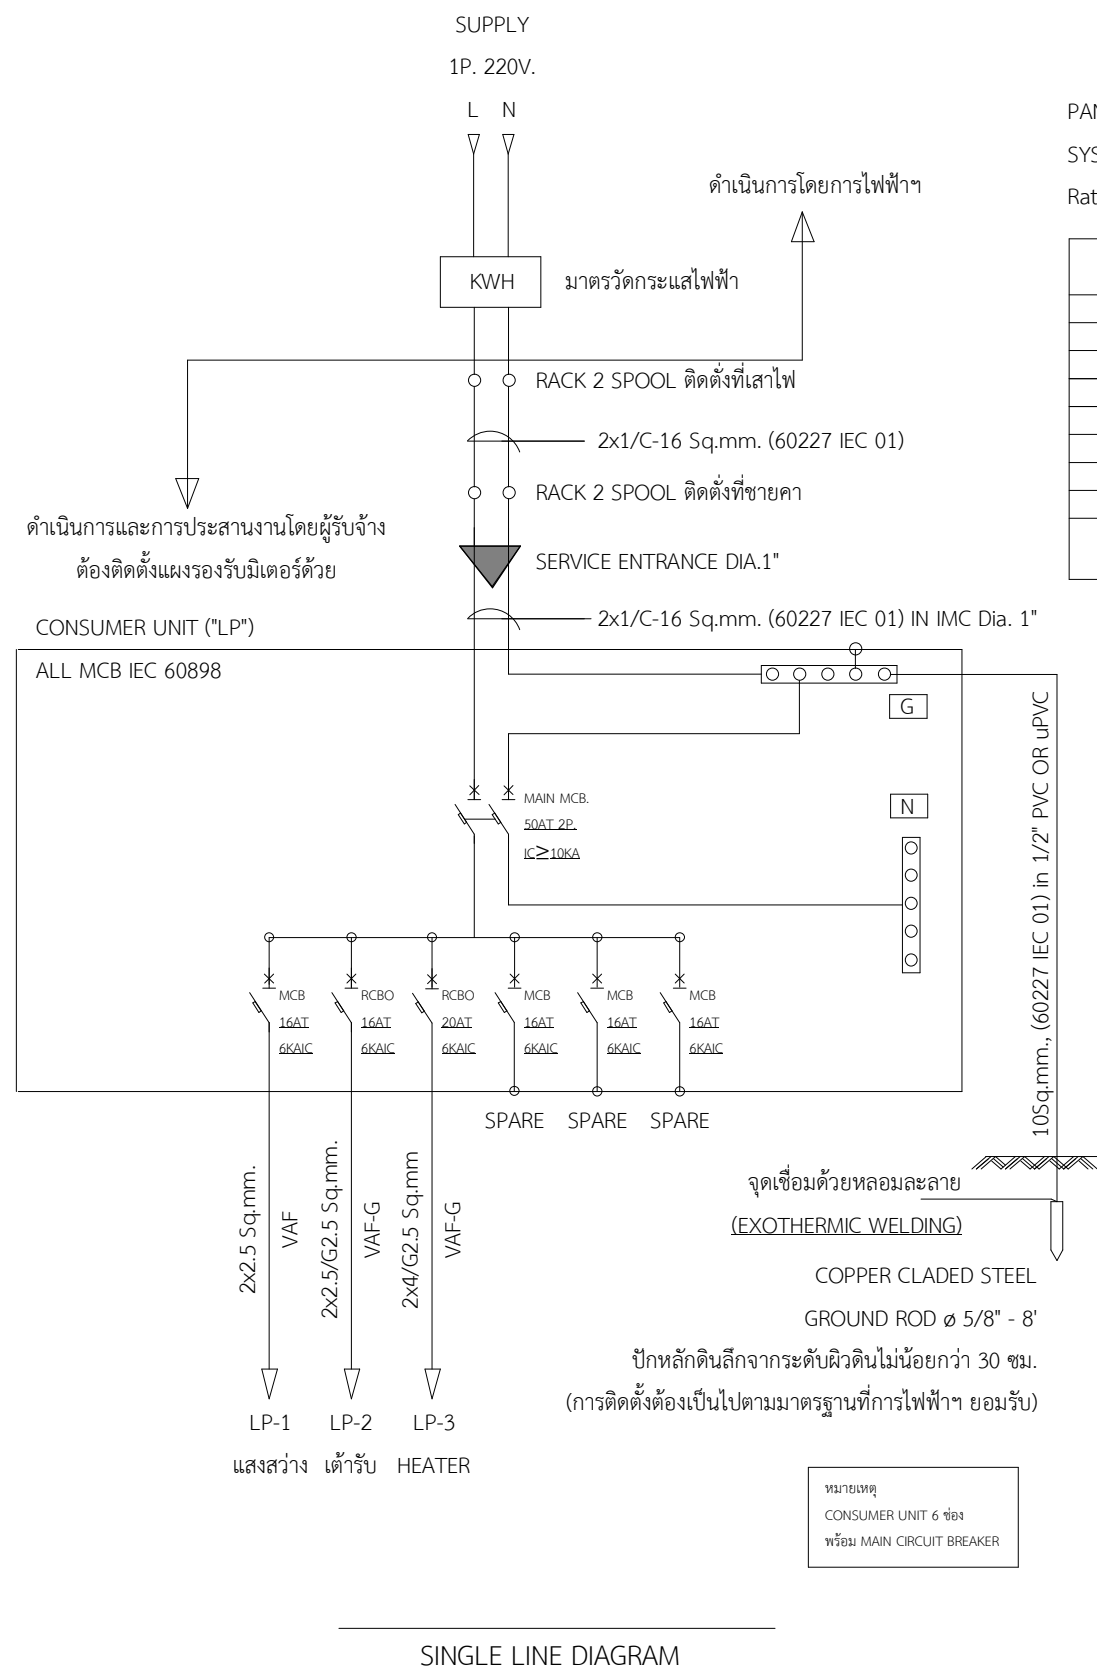 SUPPLY
1P. 220V.
L N
ดำเนินการโดยการไฟฟ้าฯ
KWH
มาตรวัดกระแสไฟฟ้า
RACK 2 SPOOL ติดตั่งที่เสาไฟ
2x1/C-16 Sq.mm. (60227 IEC 01)
RACK 2 SPOOL ติดตั่งที่ชายคา
ดำเนินการและการประสานงานโดยผู้รับจ้าง
ต้องติดตั้งแผงรองรับมิเตอร์ด้วย
SERVICE ENTRANCE DIA.1"
2x1/C-16 Sq.mm. (60227 IEC 01) IN IMC Dia. 1"
CONSUMER UNIT ("LP")
ALL MCB IEC 60898
G
N
MAIN MCB.
50AT 2P.
IC≥10KA
MCB
16AT
6KAIC
RCBO
16AT
6KAIC
RCBO
20AT
6KAIC
MCB
16AT
6KAIC
MCB
16AT
6KAIC
MCB
16AT
6KAIC
SPARE SPARE SPARE
10Sq.mm., (60227 IEC 01) in 1/2" PVC OR uPVC
2x2.5 Sq.mm.
VAF
2x2.5/G2.5 Sq.mm.
VAF-G
2x4/G2.5 Sq.mm
VAF-G
จุดเชื่อมด้วยหลอมละลาย
(EXOTHERMIC WELDING)
COPPER CLADED STEEL
GROUND ROD ø 5/8" - 8'
ปักหลักดินลึกจากระดับผิวดินไม่น้อยกว่า 30 ซม.
(การติดตั้งต้องเป็นไปตามมาตรฐานที่การไฟฟ้าฯ ยอมรับ)
LP-1 LP-2 LP-3
แสงสว่าง เต้ารับ HEATER
หมายเหตุ
CONSUMER UNIT 6 ช่อง
พร้อม MAIN CIRCUIT BREAKER
SINGLE LINE DIAGRAM